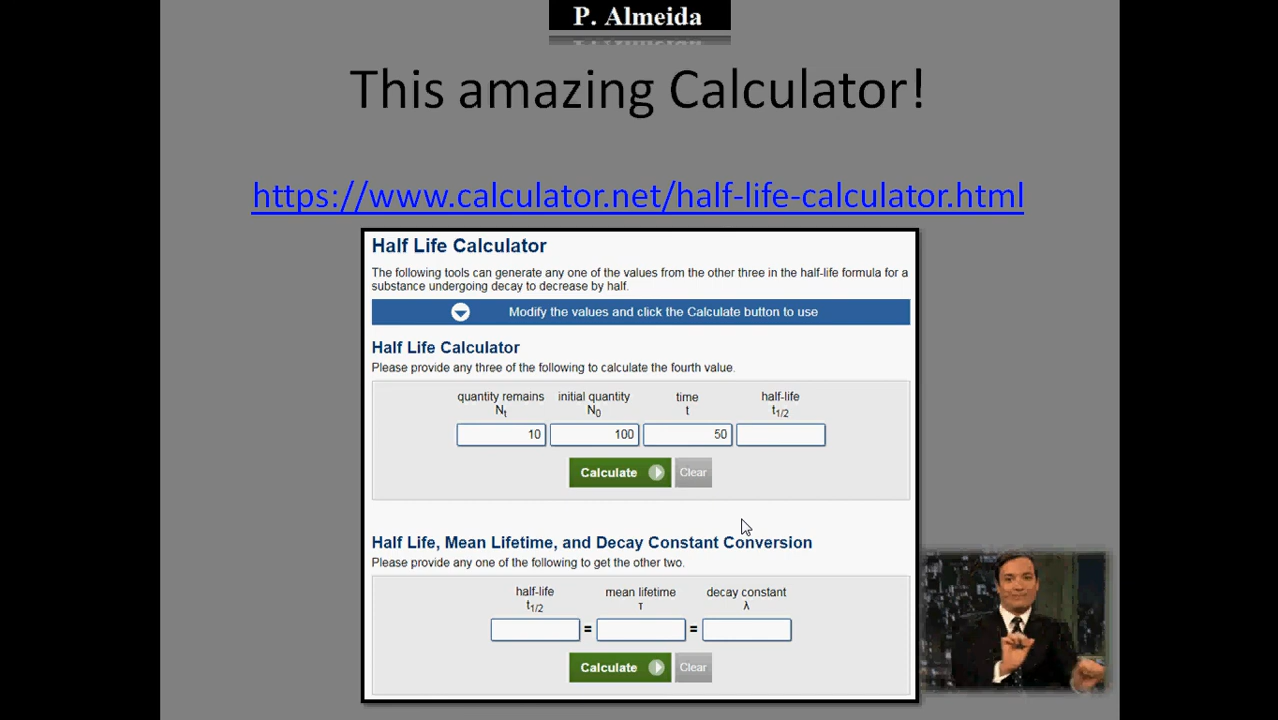 P. Almeida
This amazing Calculator!
https://www.calculator.net/half-life-calculator.html
Half Life Calculator
The following tools can generate any one of the values from the other three in the half-life formula for a
substance undergoing decay to decrease by half.
Modify the values and click the Calculate button to use
Half Life Calculator
Please provide any three of the following to calculate the fourth value.
quantity remains initial quantity time half-life
Nt N0 t t1/2
10 100 50
Calculate Clear
Half Life, Mean Lifetime, and Decay Constant Conversion
Please provide any one of the following to get the other two.
half-life mean lifetime decay constant
t1/2 τ λ
= =
Calculate Clear